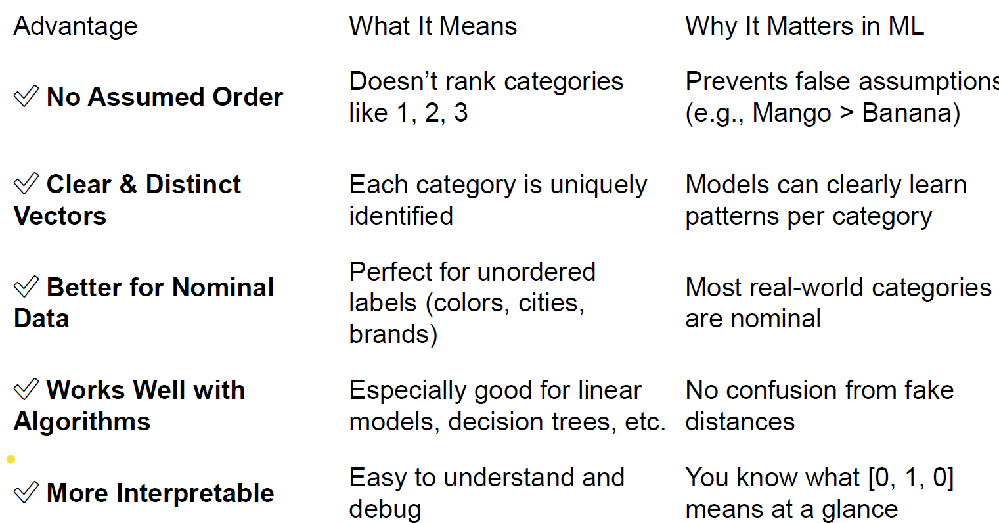 Advantage What It Means Why It Matters in ML
✅ No Assumed Order
Doesn’t rank categories
like 1, 2, 3
Prevents false assumptions
(e.g., Mango > Banana)
✅ Clear & Distinct
Vectors
Each category is uniquely
identified
Models can clearly learn
patterns per category
✅ Better for Nominal
Data
Perfect for unordered
labels (colors, cities,
brands)
Most real-world categories
are nominal
✅ Works Well with
Algorithms
Especially good for linear
models, decision trees, etc.
No confusion from fake
distances
✅ More Interpretable
Easy to understand and
debug
You know what [0, 1, 0]
means at a glance